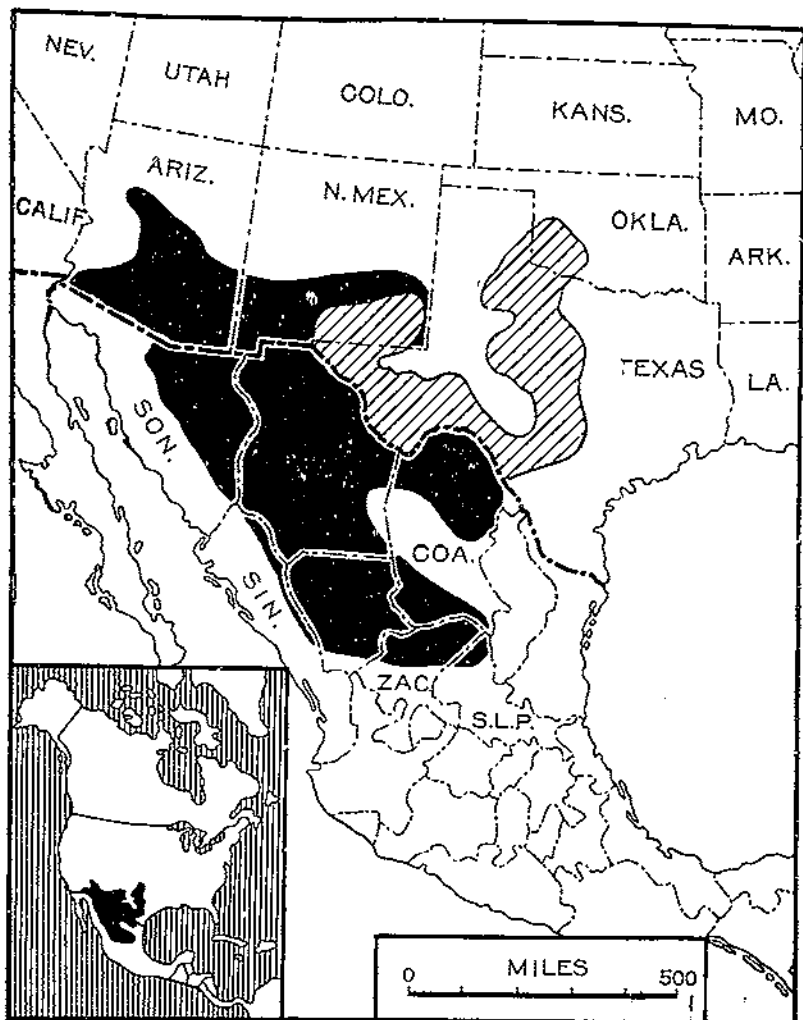 NEV.
UTAH
COLO.
KANS.
MO.
ARIZ.
N. MEX.
CALIF.
OKLA.
ARK.
TEXAS
LA.
SON.
COA.
SIN.
ZAC.
S.L.P.
MILES
0 500